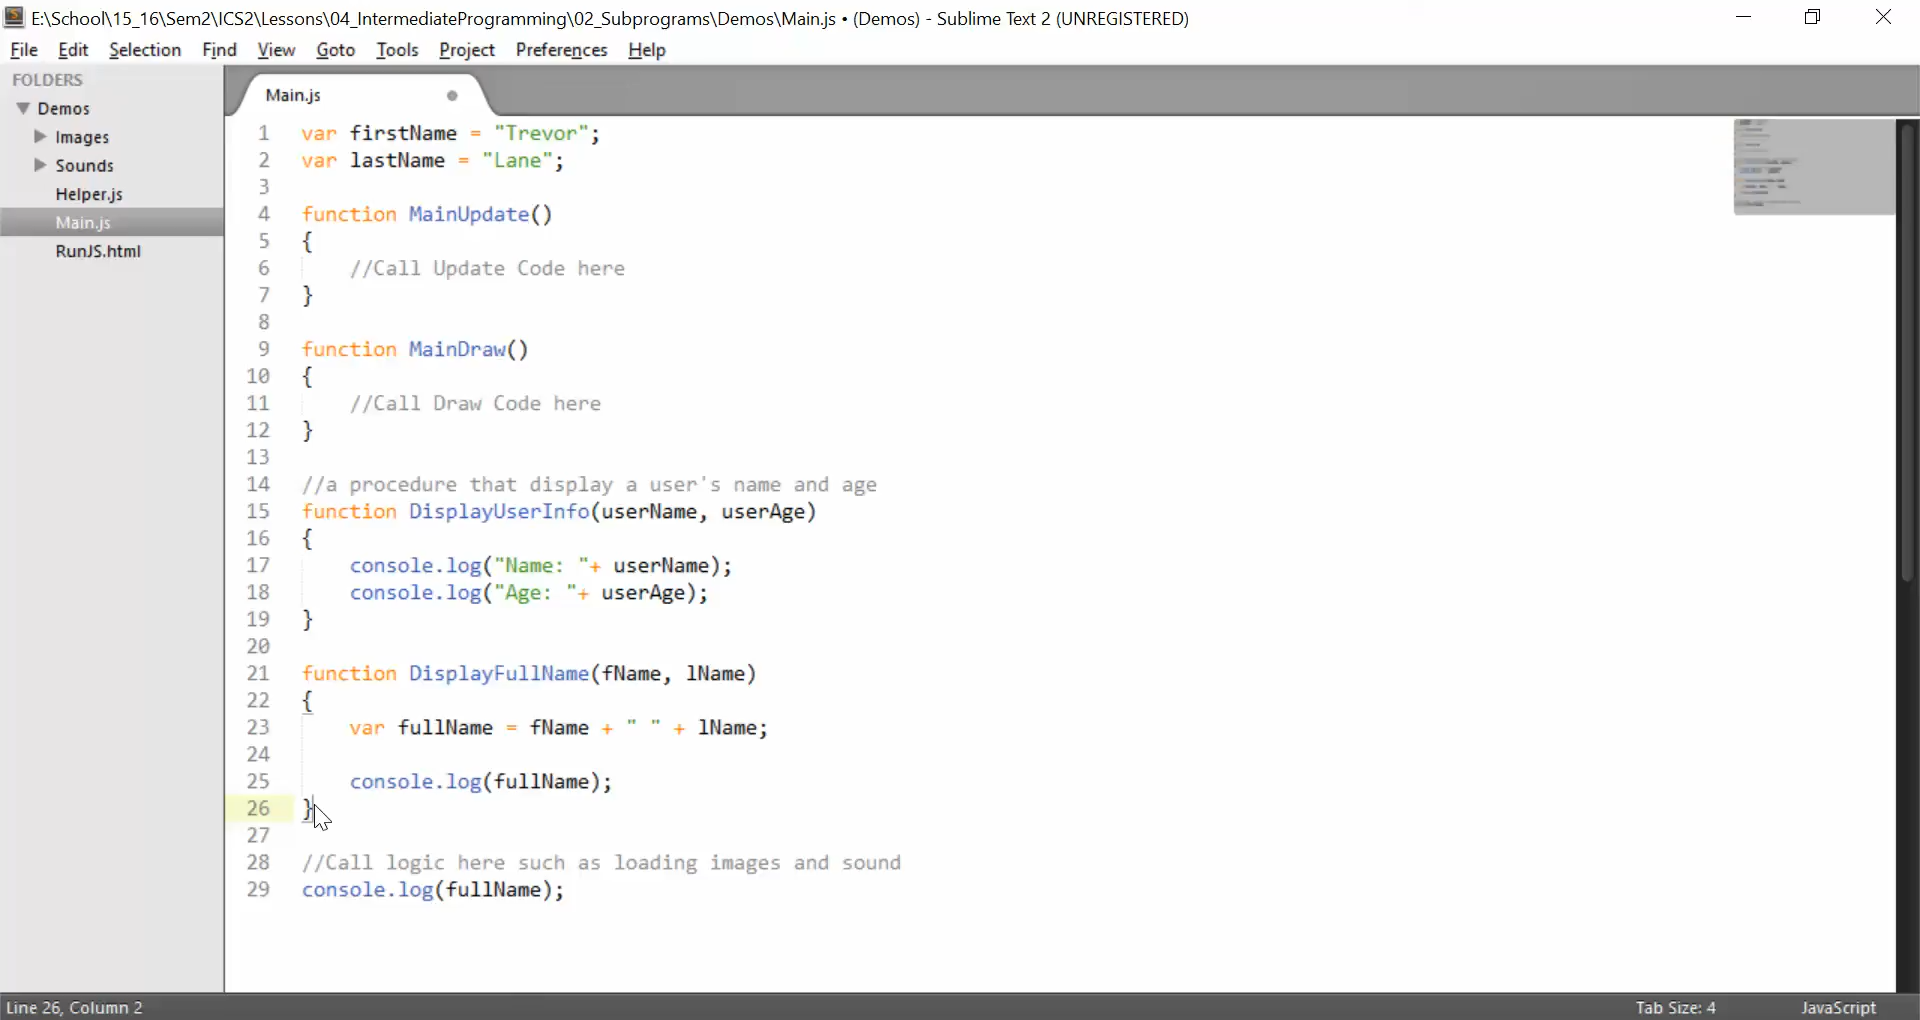 E:\School\15_16\Sem2\ICS2\Lessons\04_IntermediateProgramming\02_Subprograms\Demos\Main.js • (Demos) - Sublime Text 2 (UNREGISTERED)
File Edit Selection Find View Goto Tools Project Preferences Help
FOLDERS
Demos
Images
Sounds
Helper.js
Main.js
RunJS.html
Main.js
1 var firstName = "Trevor";
2 var lastName = "Lane";
3
4 function MainUpdate()
5 {
6     //Call Update Code here
7 }
8
9 function MainDraw()
10 {
11     //Call Draw Code here
12 }
13
14 //a procedure that display a user's name and age
15 function DisplayUserInfo(userName, userAge)
16 {
17     console.log("Name: "+ userName);
18     console.log("Age: "+ userAge);
19 }
20
21 function DisplayFullName(fName, lName)
22 {
23     var fullName = fName + " " + lName;
24
25     console.log(fullName);
26 }
27
28 //Call logic here such as loading images and sound
29 console.log(fullName);
Line 26, Column 2 Tab Size: 4 JavaScript